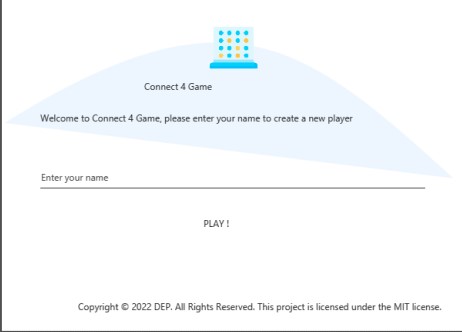 Connect 4 Game
Welcome to Connect 4 Game, please enter your name to create a new player
Enter your name
PLAY !
Copyright © 2022 DEP. All Rights Reserved. This project is licensed under the MIT license.